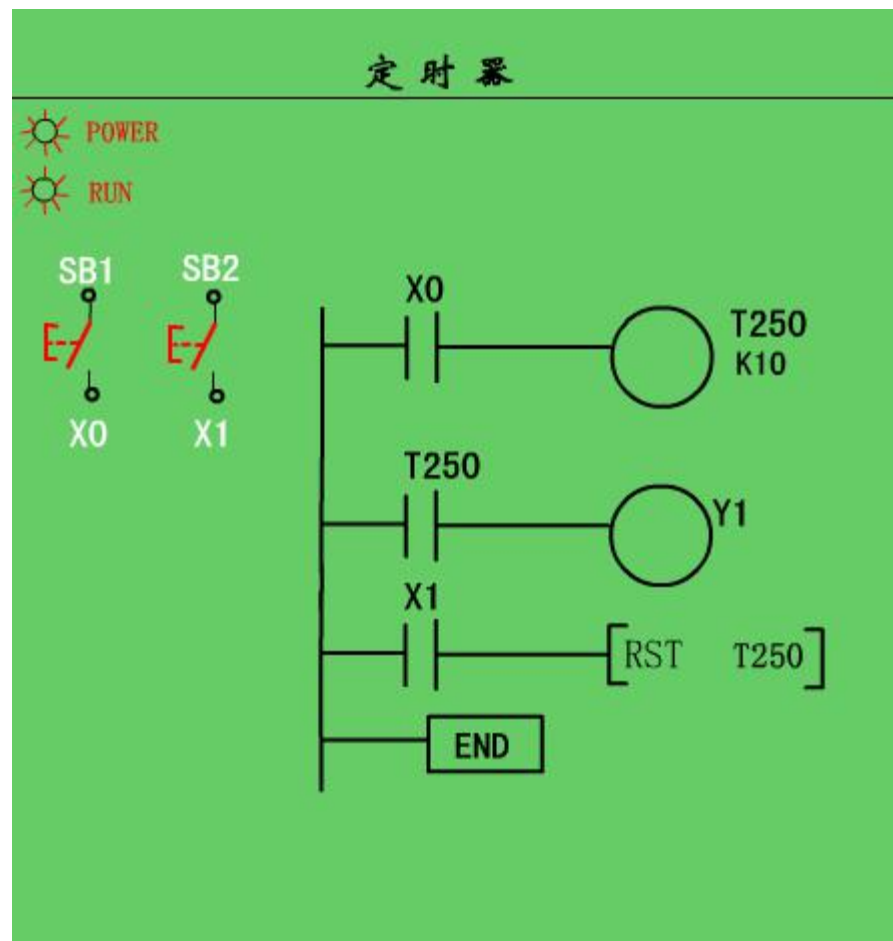 定时器
POWER
RUN
SB1 SB2
X0 X1
X0
T250
K10
T250
Y1
X1
RST T250
END